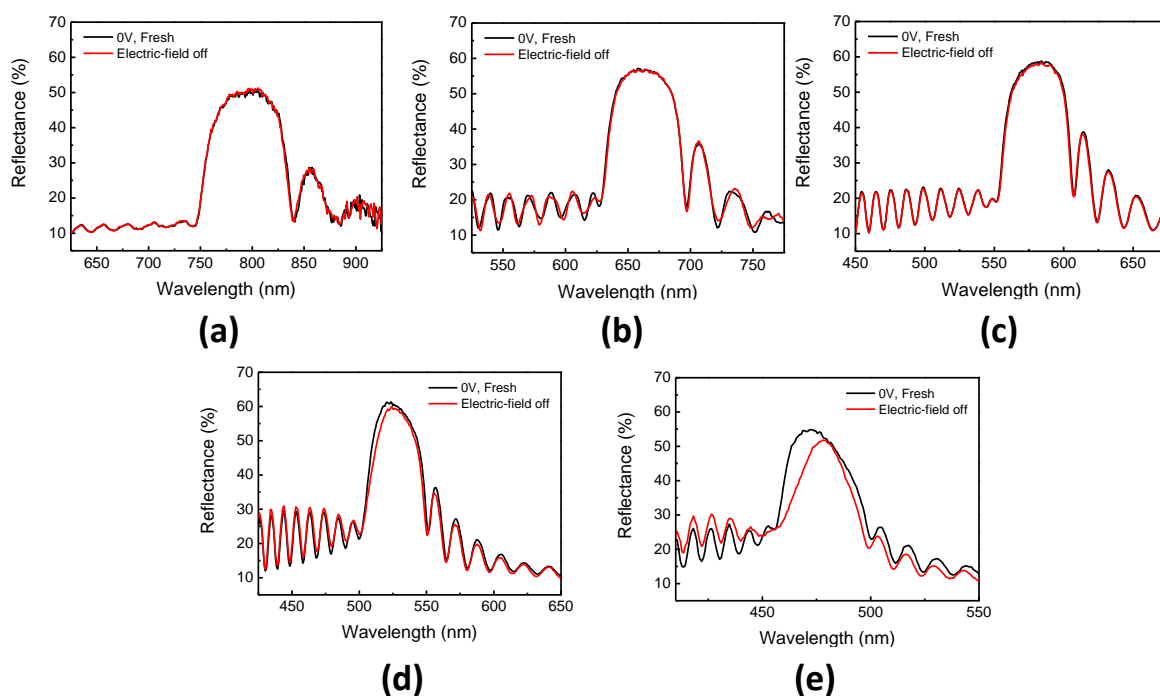 70
60
50
40
30
20
10
Reflectance (%)
0V, Fresh
Electric-field off
650 700 750 800 850 900
Wavelength (nm)
(a)
70
60
50
40
30
20
10
Reflectance (%)
0V, Fresh
Electric-field off
550 600 650 700 750
Wavelength (nm)
(b)
70
60
50
40
30
20
10
Reflectance (%)
0V, Fresh
Electric-field off
450 500 550 600 650
Wavelength (nm)
(c)
70
60
50
40
30
20
10
Reflectance (%)
0V, Fresh
Electric-field off
450 500 550 600 650
Wavelength (nm)
(d)
70
60
50
40
30
20
10
Reflectance (%)
0V, Fresh
Electric-field off
450 500 550
Wavelength (nm)
(e)